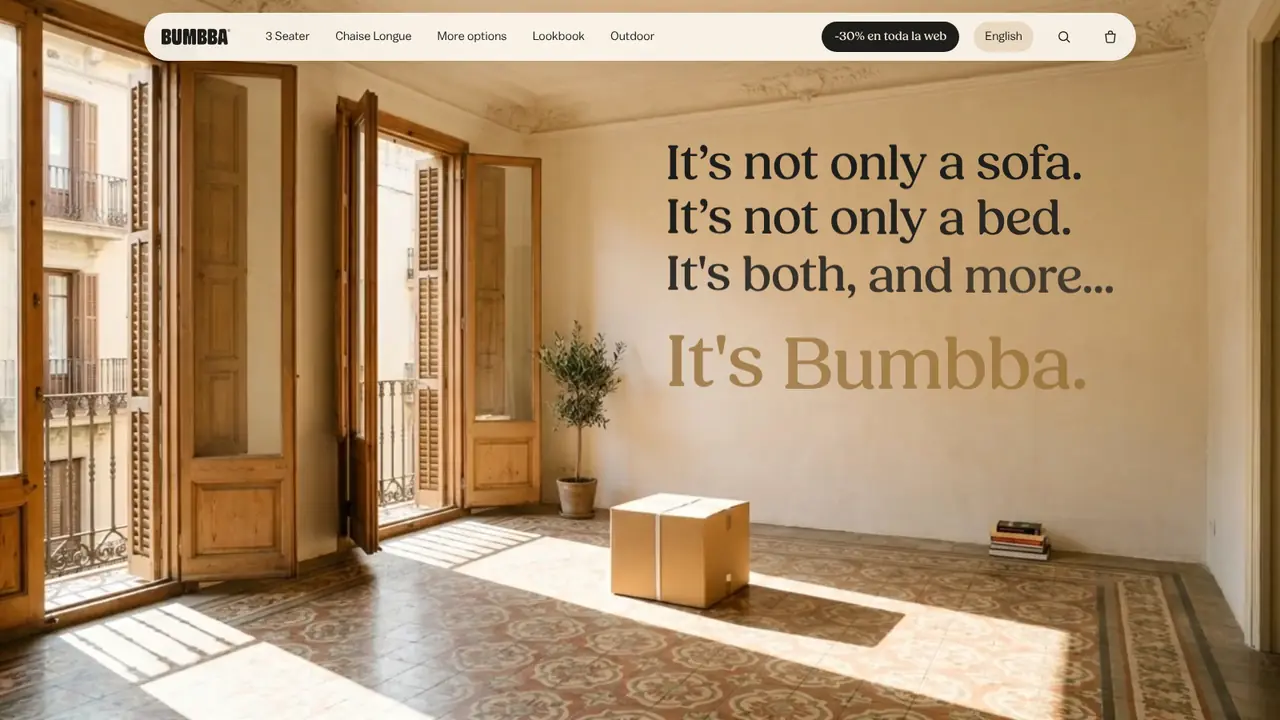 BUMBBA
3 Seater
Chaise Longue
More options
Lookbook
Outdoor
-30% en toda la web
English
It’s not only a sofa.
It’s not only a bed.
It's both, and more...
It's Bumbba.